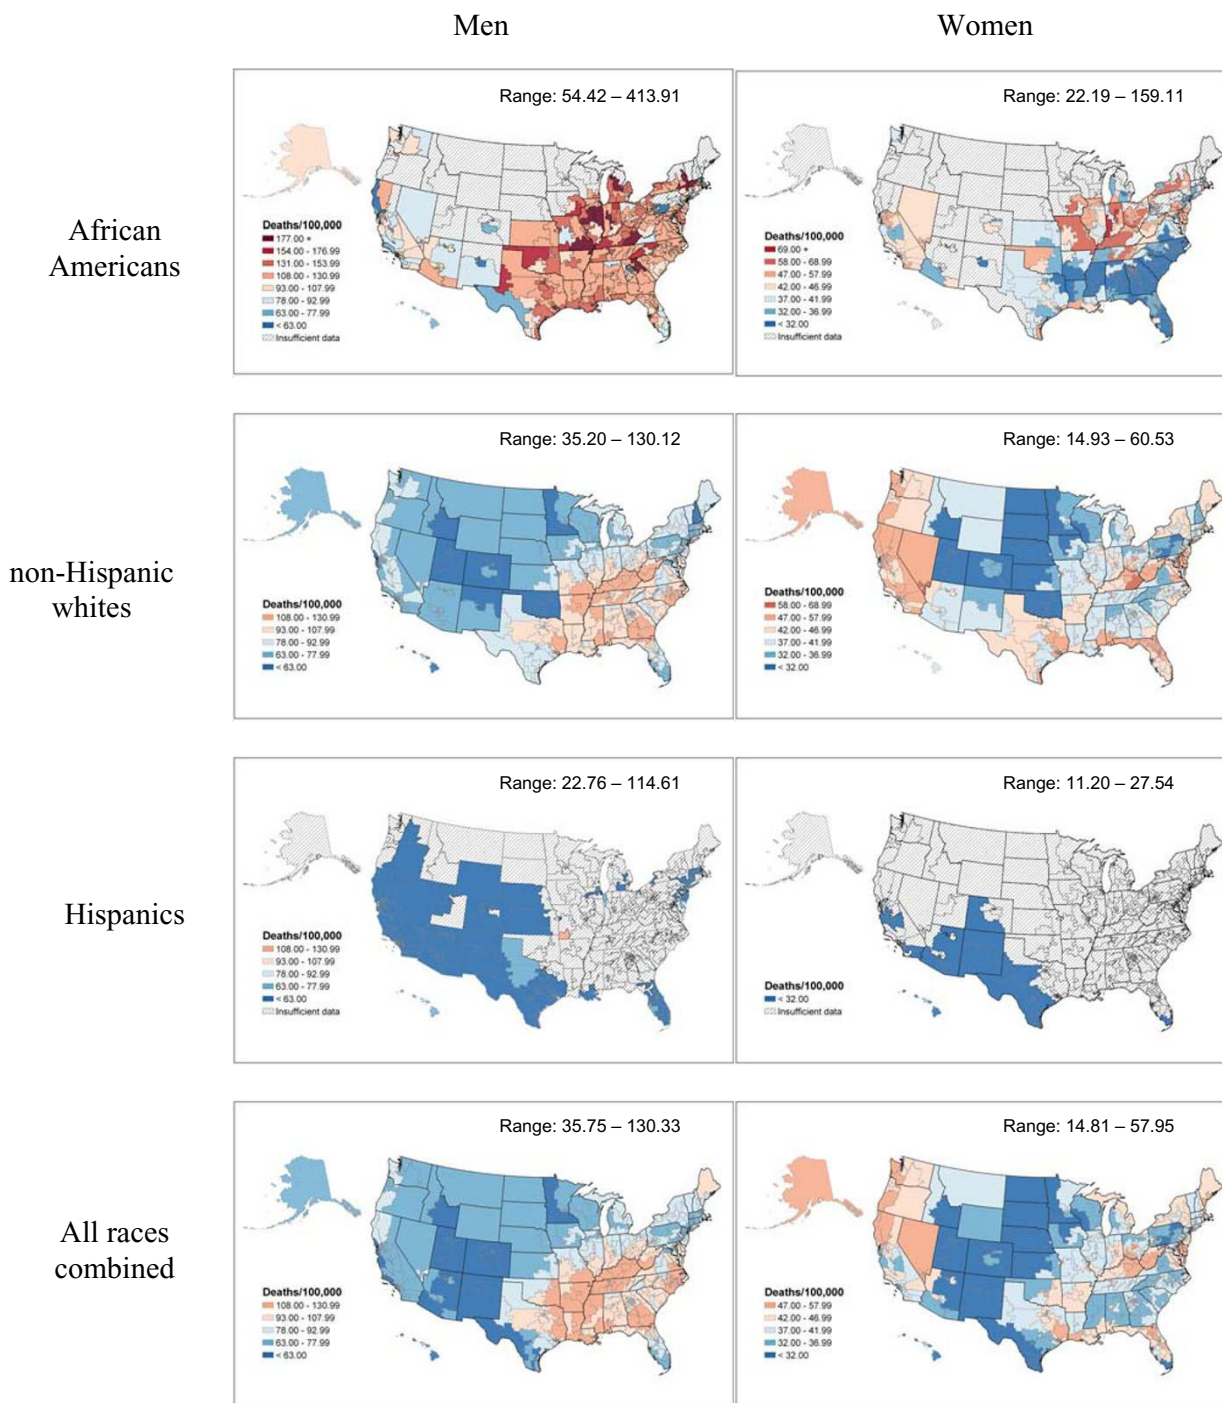 Men
Women
African
Americans
Range: 54.42 – 413.91
Deaths/100,000
177.00 +
154.00 - 176.99
131.00 - 153.99
108.00 - 130.99
93.00 - 107.99
78.00 - 92.99
63.00 - 77.99
< 63.00
Insufficient data
Range: 22.19 – 159.11
Deaths/100,000
69.00 +
58.00 - 68.99
47.00 - 57.99
42.00 - 46.99
37.00 - 41.99
32.00 - 36.99
< 32.00
Insufficient data
non-Hispanic
whites
Range: 35.20 – 130.12
Deaths/100,000
108.00 - 130.99
93.00 - 107.99
78.00 - 92.99
63.00 - 77.99
< 63.00
Range: 14.93 – 60.53
Deaths/100,000
58.00 - 68.99
47.00 - 57.99
42.00 - 46.99
37.00 - 41.99
32.00 - 36.99
< 32.00
Hispanics
Range: 22.76 – 114.61
Deaths/100,000
108.00 - 130.99
93.00 - 107.99
78.00 - 92.99
63.00 - 77.99
< 63.00
Insufficient data
Range: 11.20 – 27.54
Deaths/100,000
< 32.00
Insufficient data
All races
combined
Range: 35.75 – 130.33
Deaths/100,000
108.00 - 130.99
93.00 - 107.99
78.00 - 92.99
63.00 - 77.99
< 63.00
Range: 14.81 – 57.95
Deaths/100,000
47.00 - 57.99
42.00 - 46.99
37.00 - 41.99
32.00 - 36.99
< 32.00